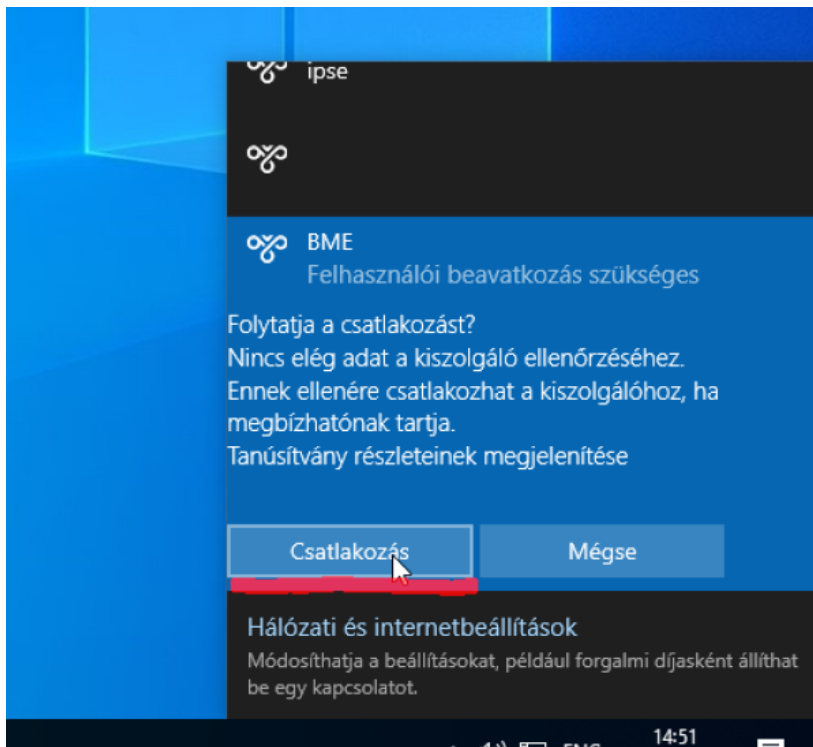 ipse
BME
Felhasználói beavatkozás szükséges
Folytatja a csatlakozást?
Nincs elég adat a kiszolgáló ellenőrzéséhez.
Ennek ellenére csatlakozhat a kiszolgálóhoz, ha
megbízhatónak tartja.
Tanúsítvány részleteinek megjelenítése
Csatlakozás
Mégse
Hálózati és internetbeállítások
Módosíthatja a beállításokat, például forgalmi díjasként állíthat
be egy kapcsolatot.
14:51